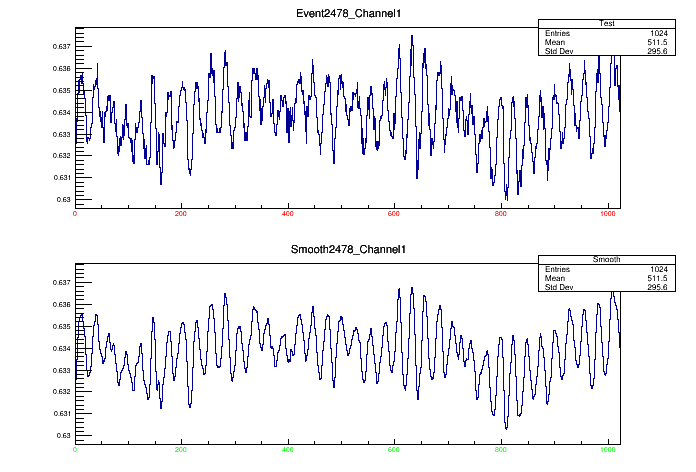 Event2478_Channel1
Test
Entries 1024
Mean 511.5
Std Dev 295.6
0.637
0.636
0.635
0.634
0.633
0.632
0.631
0.63
0 200 400 600 800 1000
Smooth2478_Channel1
Smooth
Entries 1024
Mean 511.5
Std Dev 295.6
0.637
0.636
0.635
0.634
0.633
0.632
0.631
0.63
0 200 400 600 800 1000